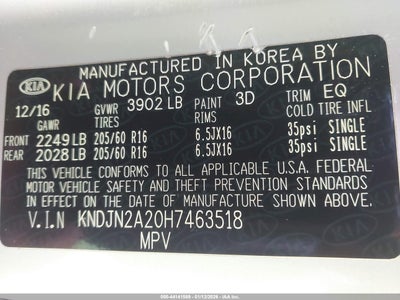 MANUFACTURED IN KOREA BY
KIA KIA MOTORS CORPORATION
12/16 GVWR 3902 LB PAINT 3D TRIM EQ
GAWR TIRES RIMS COLD TIRE INFL
FRONT 2249 LB 205/60 R16 6.5JX16 35psi SINGLE
REAR 2028 LB 205/60 R16 6.5JX16 35psi SINGLE
THIS VEHICLE CONFORMS TO ALL APPLICABLE U.S.A. FEDERAL
MOTOR VEHICLE SAFETY AND THEFT PREVENTION STANDARDS
IN EFFECT ON THE DATE OF MANUFACTURE SHOWN ABOVE.
V.I.N KNDJN2A20H7463518
MPV